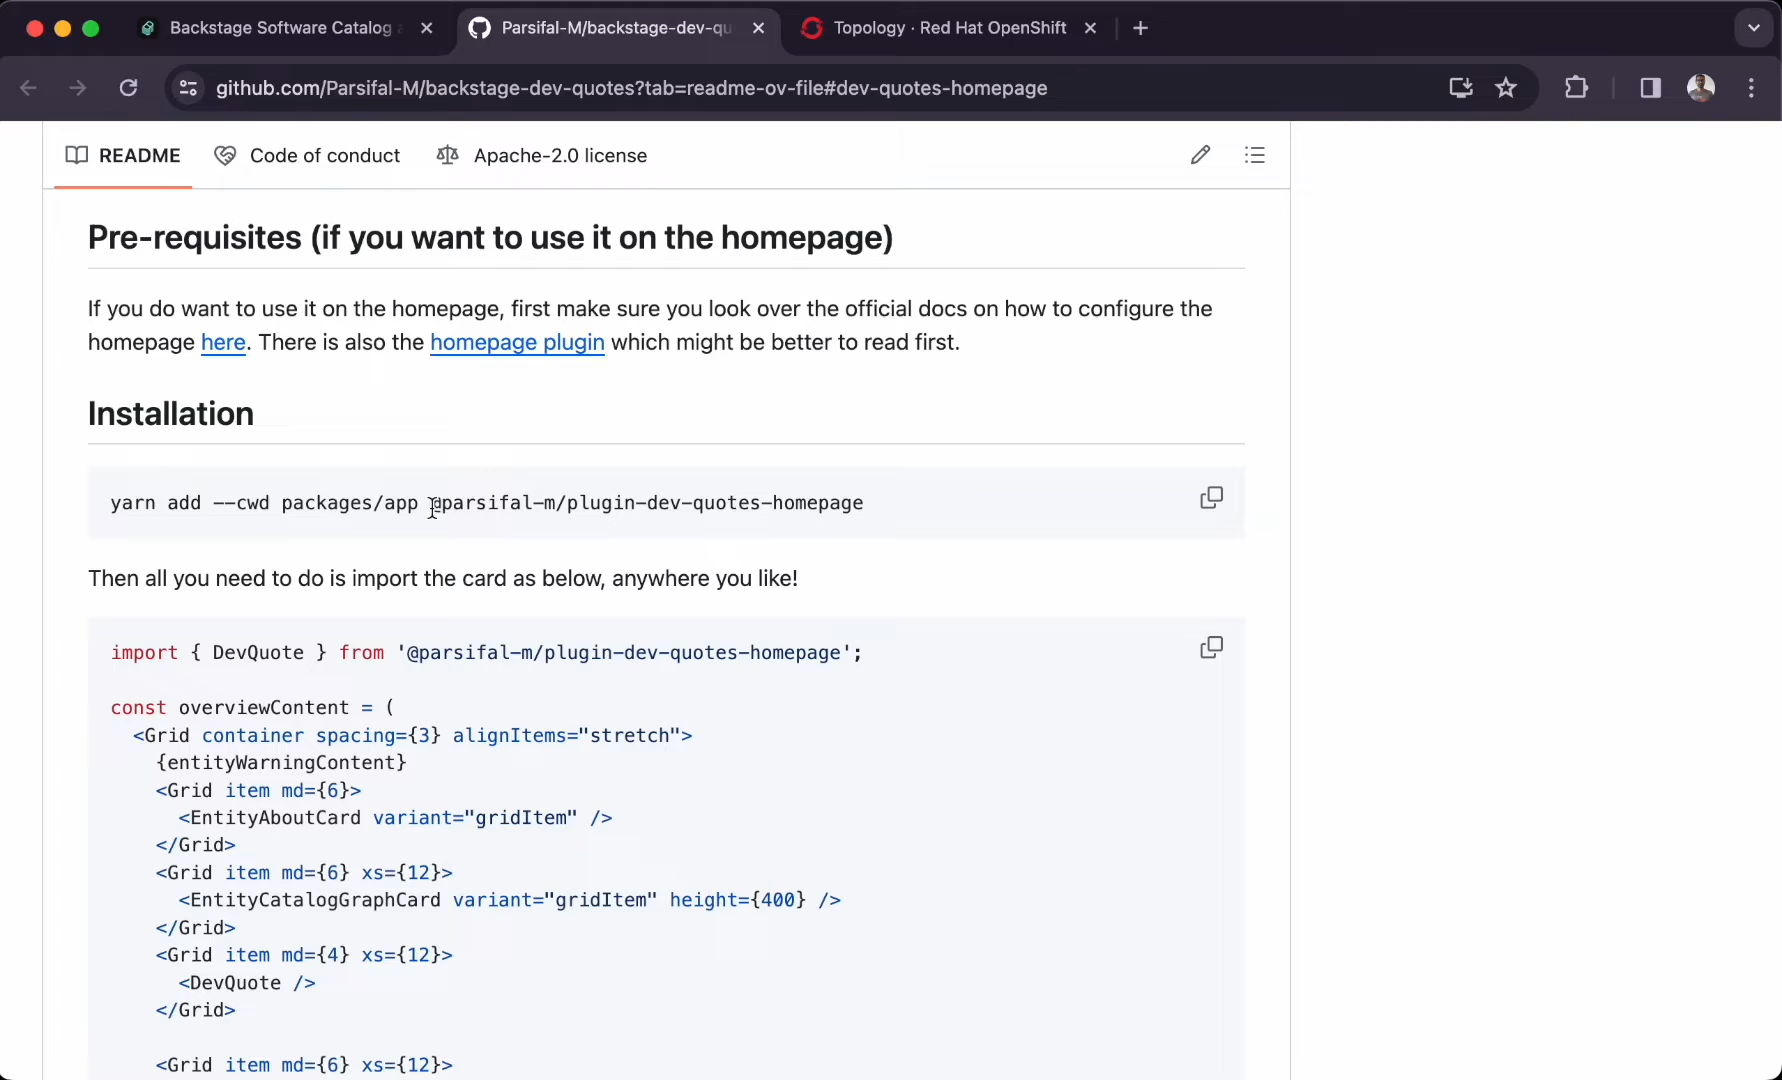 Backstage Software Catalog
Parsifal-M/backstage-dev-qu
Topology · Red Hat OpenShift
github.com/Parsifal-M/backstage-dev-quotes?tab=readme-ov-file#dev-quotes-homepage
README
Code of conduct
Apache-2.0 license
Pre-requisites (if you want to use it on the homepage)
If you do want to use it on the homepage, first make sure you look over the official docs on how to configure the
homepage here. There is also the homepage plugin which might be better to read first.
Installation
yarn add --cwd packages/app @parsifal-m/plugin-dev-quotes-homepage
Then all you need to do is import the card as below, anywhere you like!
import { DevQuote } from '@parsifal-m/plugin-dev-quotes-homepage';
const overviewContent = (
<Grid container spacing={3} alignItems="stretch">
{entityWarningContent}
<Grid item md={6}>
<EntityAboutCard variant="gridItem" />
</Grid>
<Grid item md={6} xs={12}>
<EntityCatalogGraphCard variant="gridItem" height={400} />
</Grid>
<Grid item md={4} xs={12}>
<DevQuote />
</Grid>
<Grid item md={6} xs={12}>